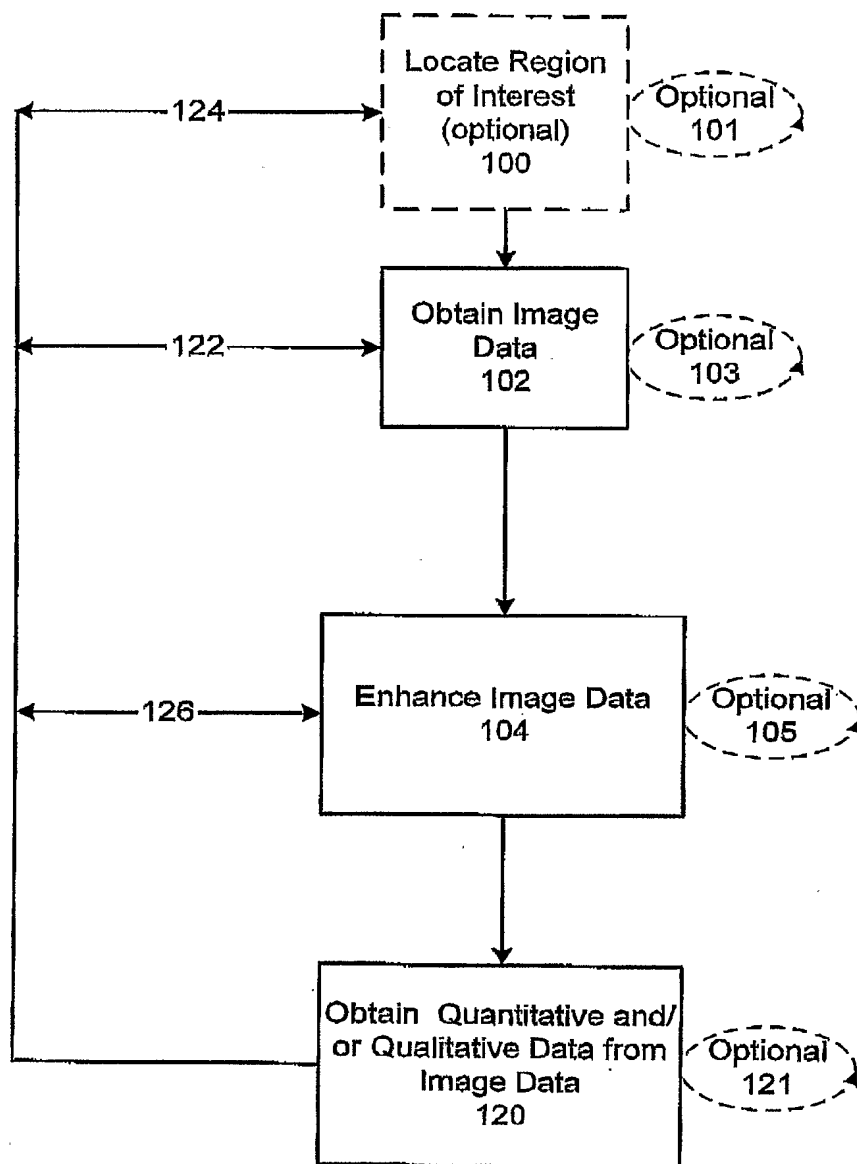 Locate Region
of Interest
(optional)
100
Optional
101
124
Obtain Image
Data
102
Optional
103
122
Enhance Image Data
104
Optional
105
126
Obtain Quantitative and/
or Qualitative Data from
Image Data
120
Optional
121